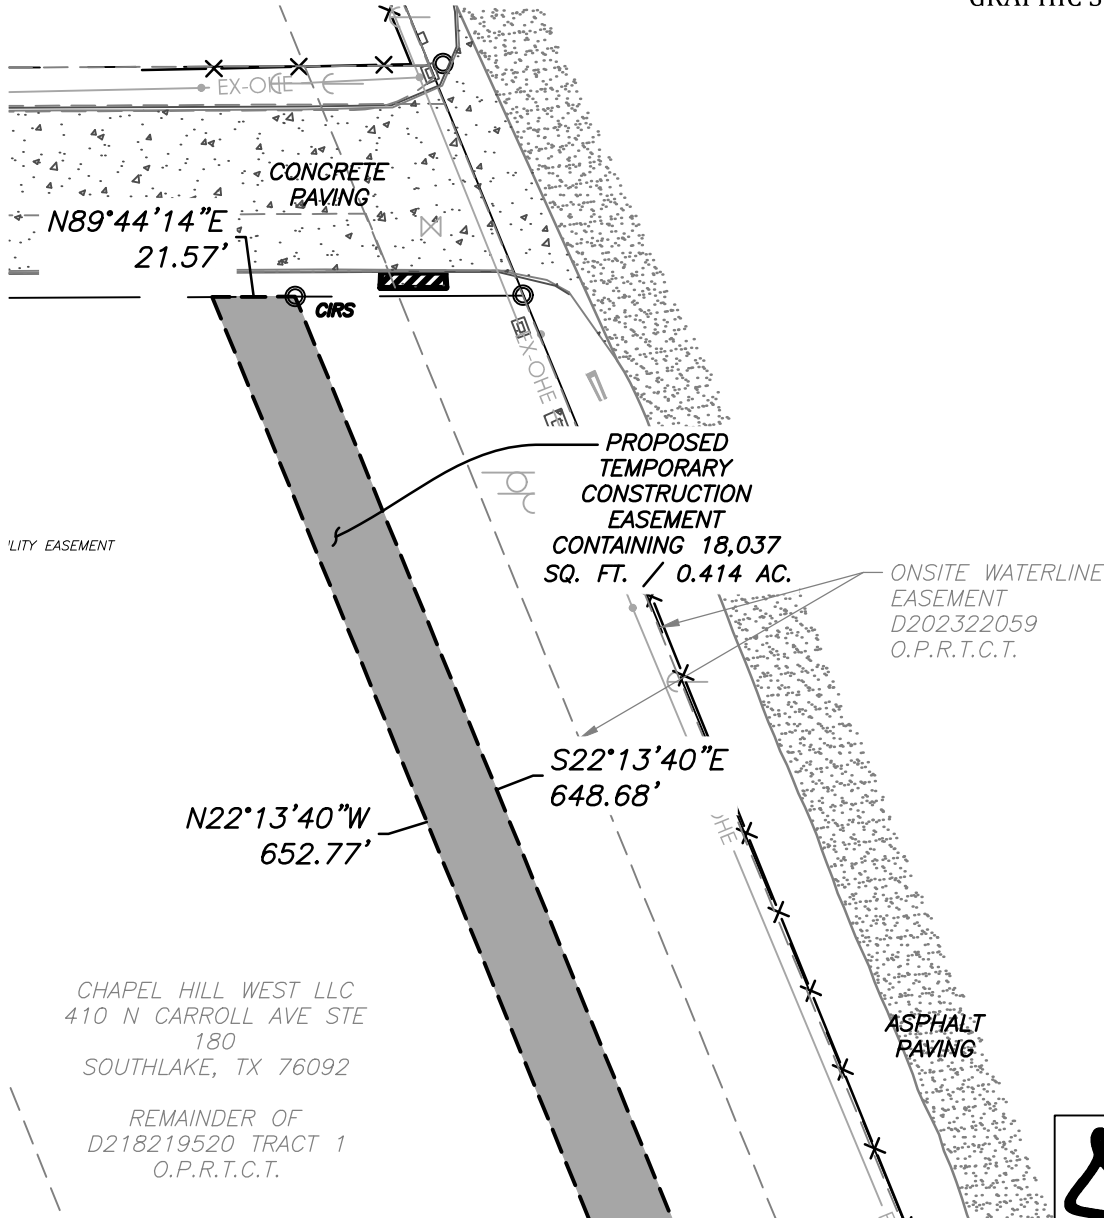 EX-OHE
CONCRETE
PAVING
N89°44'14"E
21.57'
CIRS
EX-OHE
PROPOSED
TEMPORARY
CONSTRUCTION
EASEMENT
CONTAINING 18,037
SQ. FT. / 0.414 AC.
ILITY EASEMENT
ONSITE WATERLINE
EASEMENT
D202322059
O.P.R.T.C.T.
S22°13'40"E
648.68'
N22°13'40"W
652.77'
OHE
CHAPEL HILL WEST LLC
410 N CARROLL AVE STE
180
SOUTHLAKE, TX 76092
REMAINDER OF
D218219520 TRACT 1
O.P.R.T.C.T.
ASPHALT
PAVING